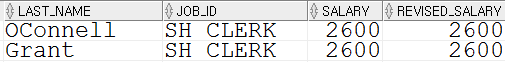 LAST_NAME JOB_ID SALARY REVISED_SALARY
OConnell SH CLERK 2600 2600
Grant SH CLERK 2600 2600